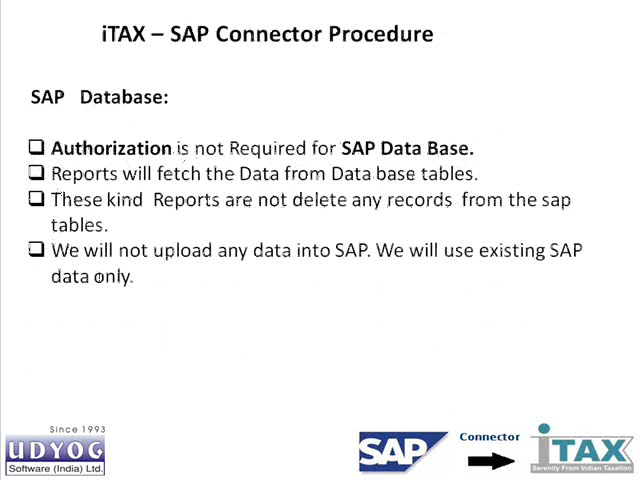 iTAX – SAP Connector Procedure
SAP Database:
❑ Authorization is not Required for SAP Data Base.
❑ Reports will fetch the Data from Data base tables.
❑ These kind Reports are not delete any records from the sap
tables.
❑ We will not upload any data into SAP. We will use existing SAP
data only.
Since 1993
UDYOG
Software (India) Ltd.
SAP
Connector
iTAX
Serenity From Indian Taxation